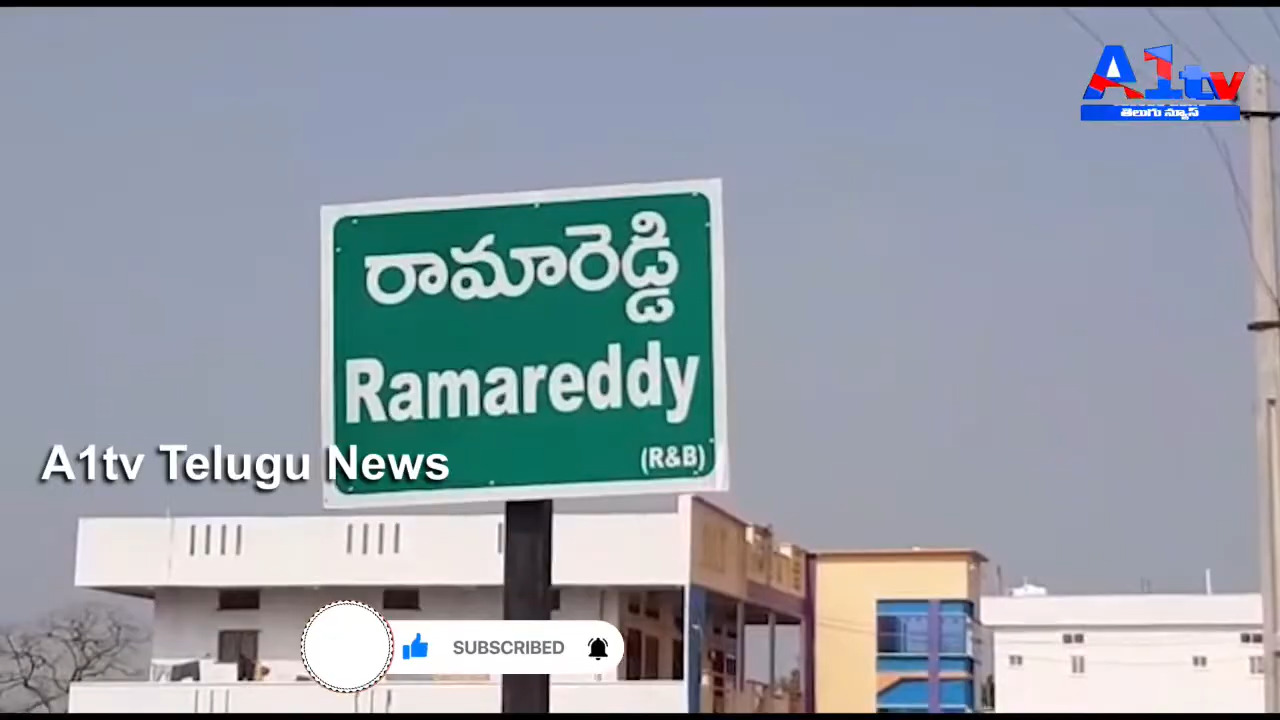 A1tv
తెలుగు న్యూస్
రామారెడ్డి
Ramareddy
(R&B)
A1tv Telugu News
SUBSCRIBED